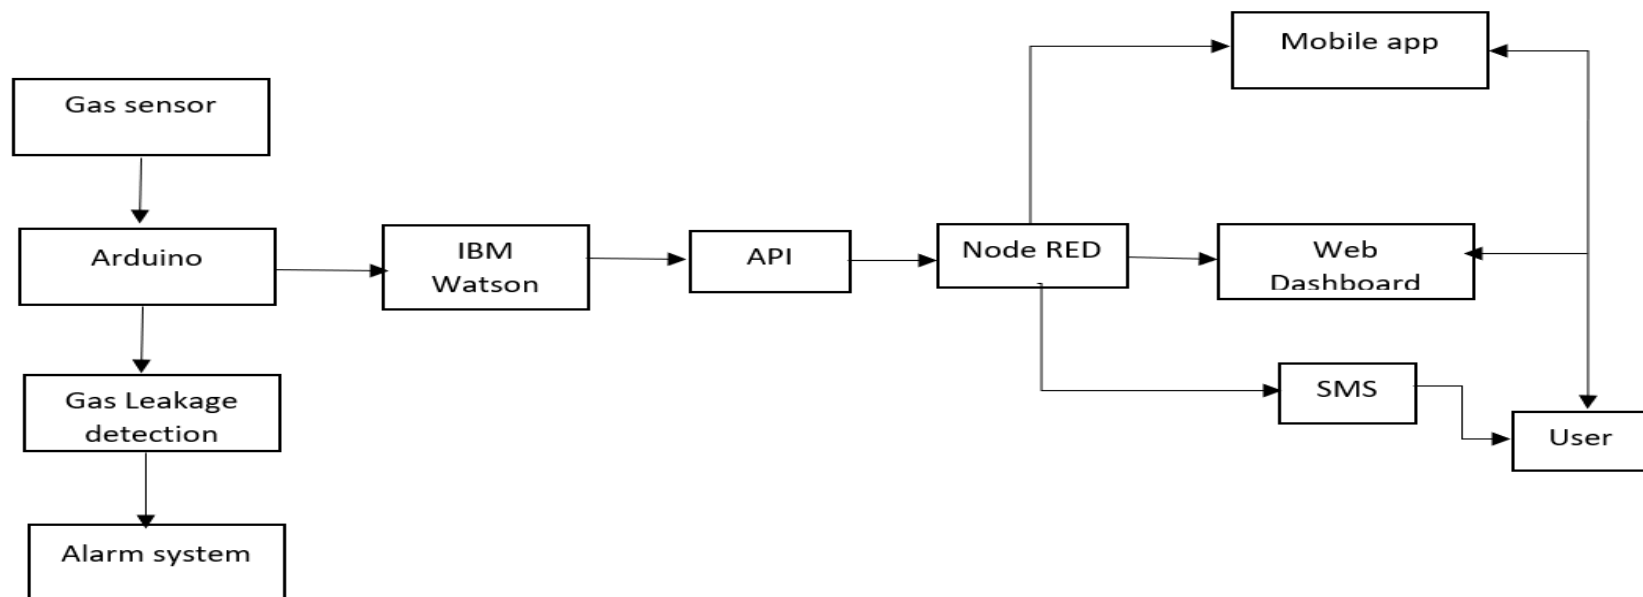 Mobile app
Gas sensor
Arduino
IBM
Watson
API
Node RED
Web
Dashboard
Gas Leakage
detection
SMS
User
Alarm system